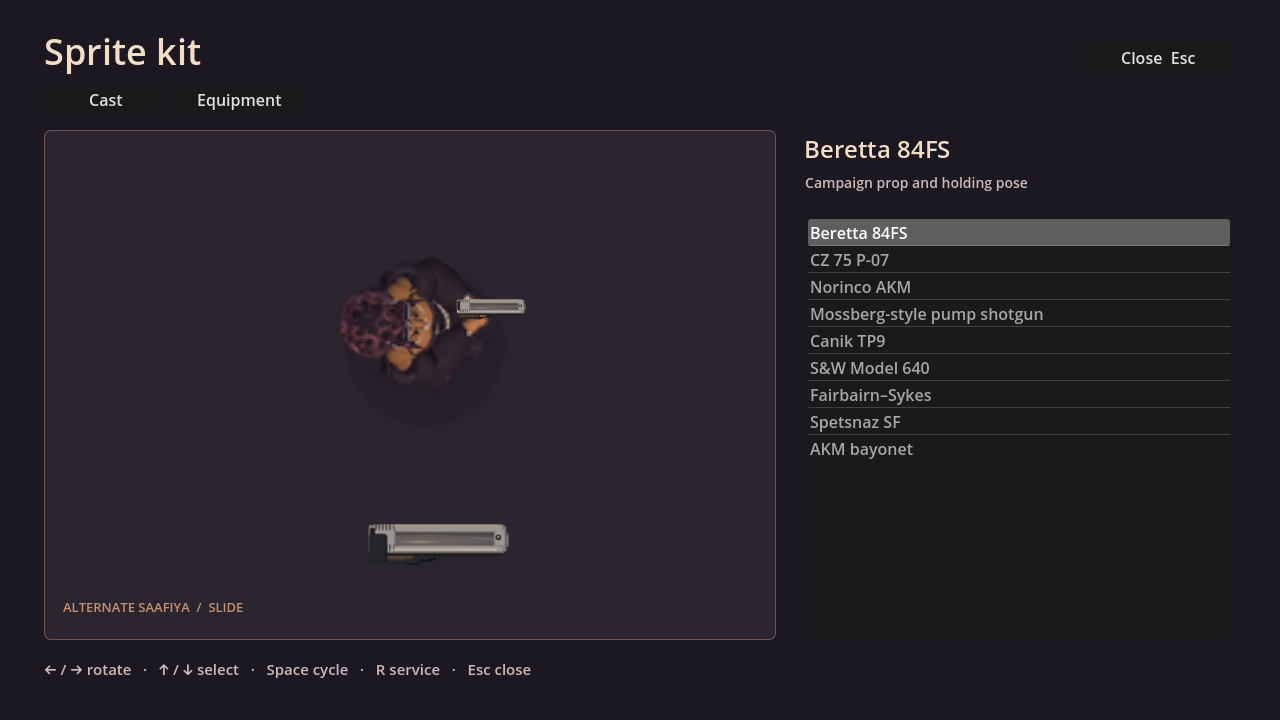 Sprite kit
Close Esc
Cast
Equipment
Beretta 84FS
Campaign prop and holding pose
Beretta 84FS
CZ 75 P-07
Norinco AKM
Mossberg-style pump shotgun
Canik TP9
S&W Model 640
Fairbairn–Sykes
Spetsnaz SF
AKM bayonet
ALTERNATE SAAFIYA / SLIDE
← / → rotate · ↑ / ↓ select · Space cycle · R service · Esc close